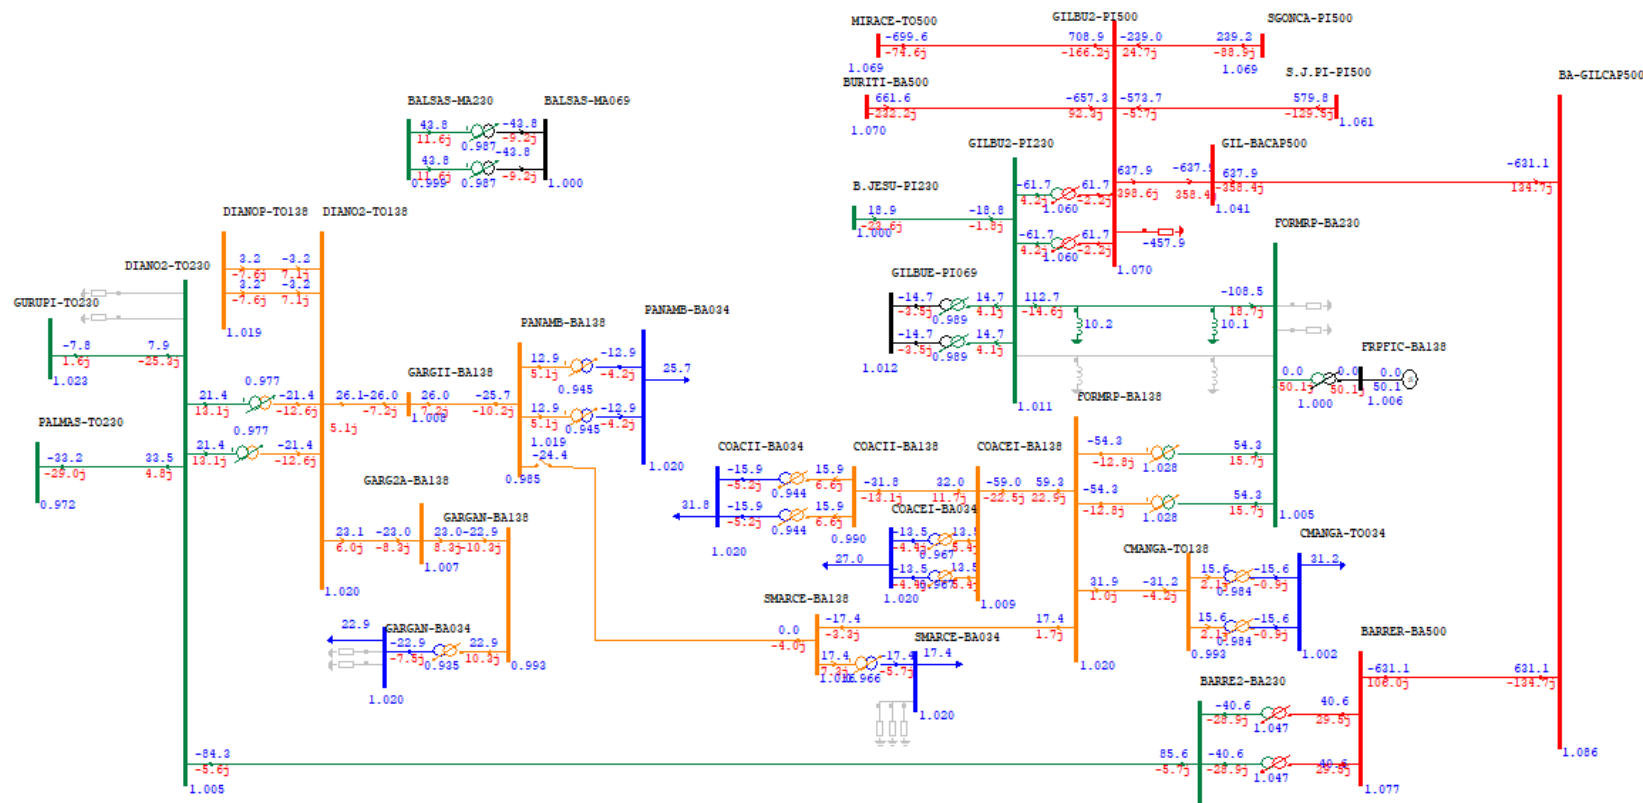 MIRACE-TO500
GILBU2-PI500
SGONCA-PI500
-699.6
708.9
-239.0
239.2
-74.6j
-166.2j
24.7j
-88.9j
1.069
1.069
BURITI-BA500
S.J.PI-PI500
BA-GILCAP500
661.6
-657.3
-573.7
579.8
-232.2j
92.3j
-5.7j
-129.5j
1.070
1.061
BALSAS-MA230
BALSAS-MA069
43.8
-43.8
11.6j
0.987
-9.2j
43.8
-43.8
11.6j
0.987
-9.2j
0.999
1.000
GILBU2-PI230
GIL-BACAP500
637.9
-637.9
637.9
-631.1
398.6j
358.4j
-358.4j
134.7j
1.041
-61.7
61.7
4.2j
1.060
-2.2j
-61.7
61.7
4.2j
1.060
-2.2j
-457.9
1.070
B.JESU-PI230
18.9
-18.8
-23.6j
-1.8j
1.000
FORMRP-BA230
DIANOP-TO138
DIANO2-TO138
3.2
-3.2
-7.6j
7.1j
3.2
-3.2
-7.6j
7.1j
1.019
DIANO2-TO230
GURUPI-TO230
-7.8
7.9
1.6j
-25.3j
1.023
GILBUE-PI069
-14.7
14.7
-3.5j
0.989
4.1j
-14.7
14.7
-3.5j
0.989
4.1j
1.012
112.7
-108.5
-14.6j
18.7j
10.2
10.1
1.011
FRPFIC-BA138
0.0
0.0
0.0
50.1j
50.1j
50.1
1.000
1.006
PANAMB-BA138
PANAMB-BA034
12.9
-12.9
5.1j
0.945
-4.2j
12.9
-12.9
5.1j
0.945
-4.2j
25.7
1.019
-24.4
0.985
1.020
21.4
0.977
-21.4
13.1j
-12.6j
21.4
0.977
-21.4
13.1j
-12.6j
GARGII-BA138
26.1
-26.0
26.0
-25.7
5.1j
-7.2j
7.2j
-10.2j
1.008
PALMAS-TO230
-33.2
33.5
-29.0j
4.8j
0.972
FORMRP-BA138
-54.3
54.3
-12.8j
1.028
15.7j
-54.3
54.3
-12.8j
1.028
15.7j
1.005
COACII-BA034
COACII-BA138
COACEI-BA138
-15.9
15.9
-5.2j
0.944
6.6j
-15.9
15.9
-5.2j
0.944
6.6j
31.8
1.020
0.990
-31.8
32.0
-59.0
59.3
-13.1j
11.7j
-22.5j
22.9j
COACEI-BA034
-13.5
13.5
-4.4j
0.967
5.4j
-13.5
13.5
-4.4j
0.967
5.4j
27.0
1.020
1.009
GARG2A-BA138
GARGAN-BA138
23.1
-23.0
23.0
-22.9
6.0j
-8.3j
8.3j
-10.3j
1.007
1.020
CMANGA-TO138
CMANGA-TO034
31.9
-31.2
1.0j
-4.2j
15.6
-15.6
2.1j
0.984
-0.9j
15.6
-15.6
2.1j
0.984
-0.9j
31.2
0.993
1.002
GARGAN-BA034
22.9
-22.9
22.9
-7.5j
0.935
10.3j
0.993
1.020
SMARCE-BA138
0.0
-4.0j
-17.4
17.4
-3.3j
1.7j
SMARCE-BA034
17.4
-17.4
17.4
7.3j
0.966
-5.7j
1.020
1.020
BARRER-BA500
-631.1
631.1
106.0j
-134.7j
BARRE2-BA230
-40.6
40.6
-28.9j
1.047
29.5j
-40.6
40.6
-28.9j
1.047
29.5j
-84.3
85.6
-5.6j
-5.7j
1.005
1.077
1.086